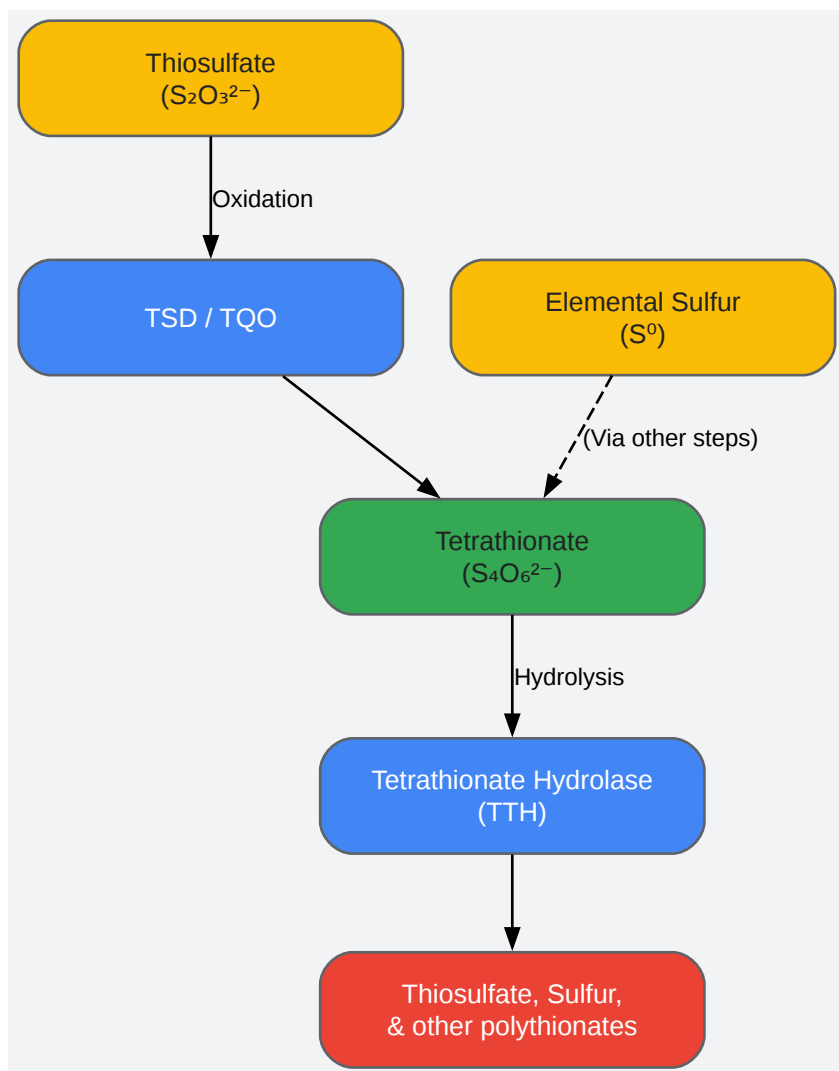 Thiosulfate
(S₂O₃²⁻)
Oxidation
TSD / TQO
Elemental Sulfur
(S⁰)
(Via other steps)
Tetrathionate
(S₄O₆²⁻)
Hydrolysis
Tetrathionate Hydrolase
(TTH)
Thiosulfate, Sulfur,
& other polythionates